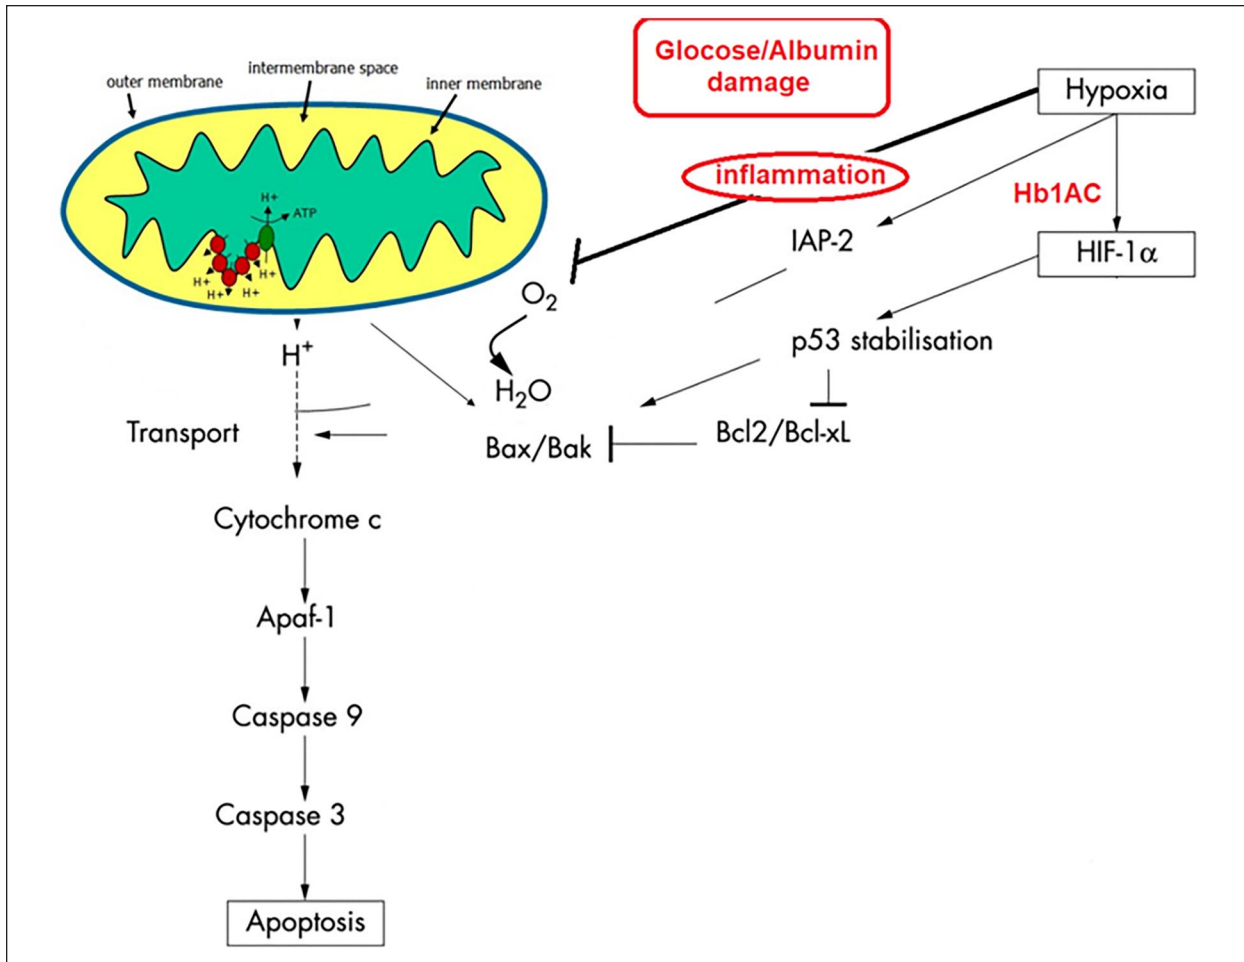 Glocose/Albumin
damage
outer membrane
intermembrane space
inner membrane
Hypoxia
inflammation
Hb1AC
H+
ATP
IAP-2
HIF-1α
H+
H+
H+
H+
O2
p53 stabilisation
H+
H2O
Transport
Bax/Bak
Bcl2/Bcl-xL
Cytochrome c
Apaf-1
Caspase 9
Caspase 3
Apoptosis